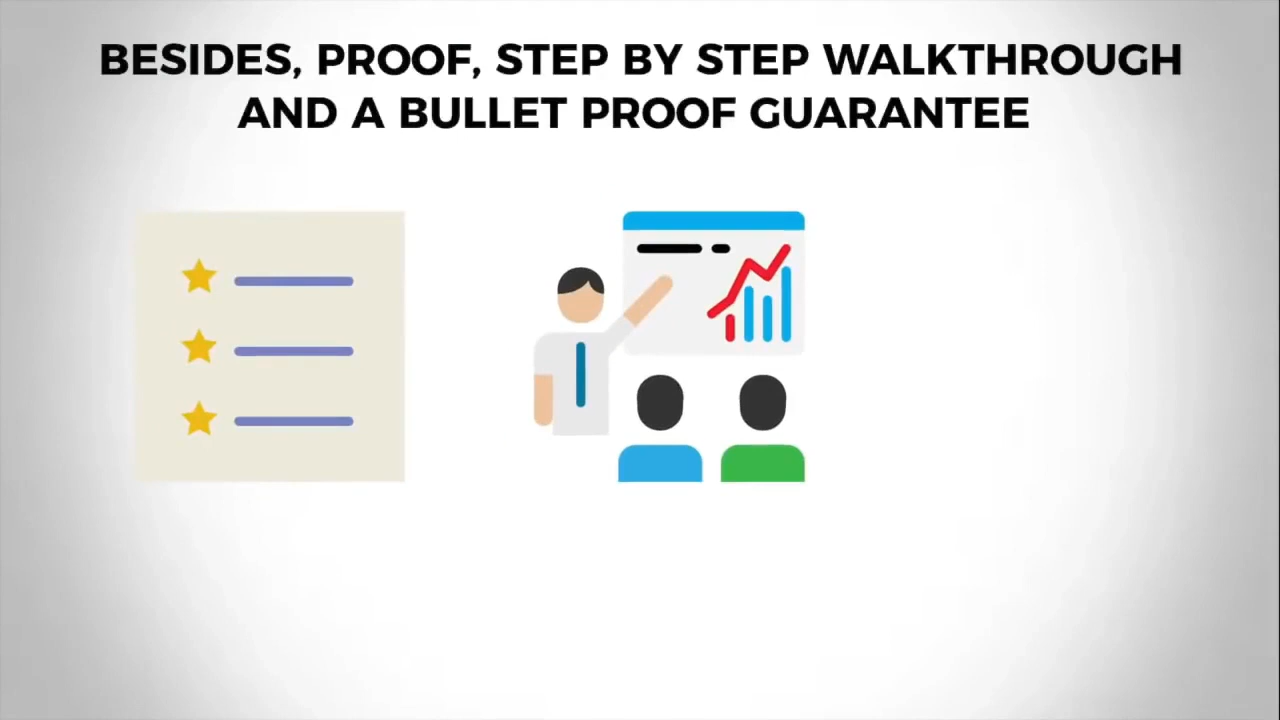 BESIDES, PROOF, STEP BY STEP WALKTHROUGH
AND A BULLET PROOF GUARANTEE